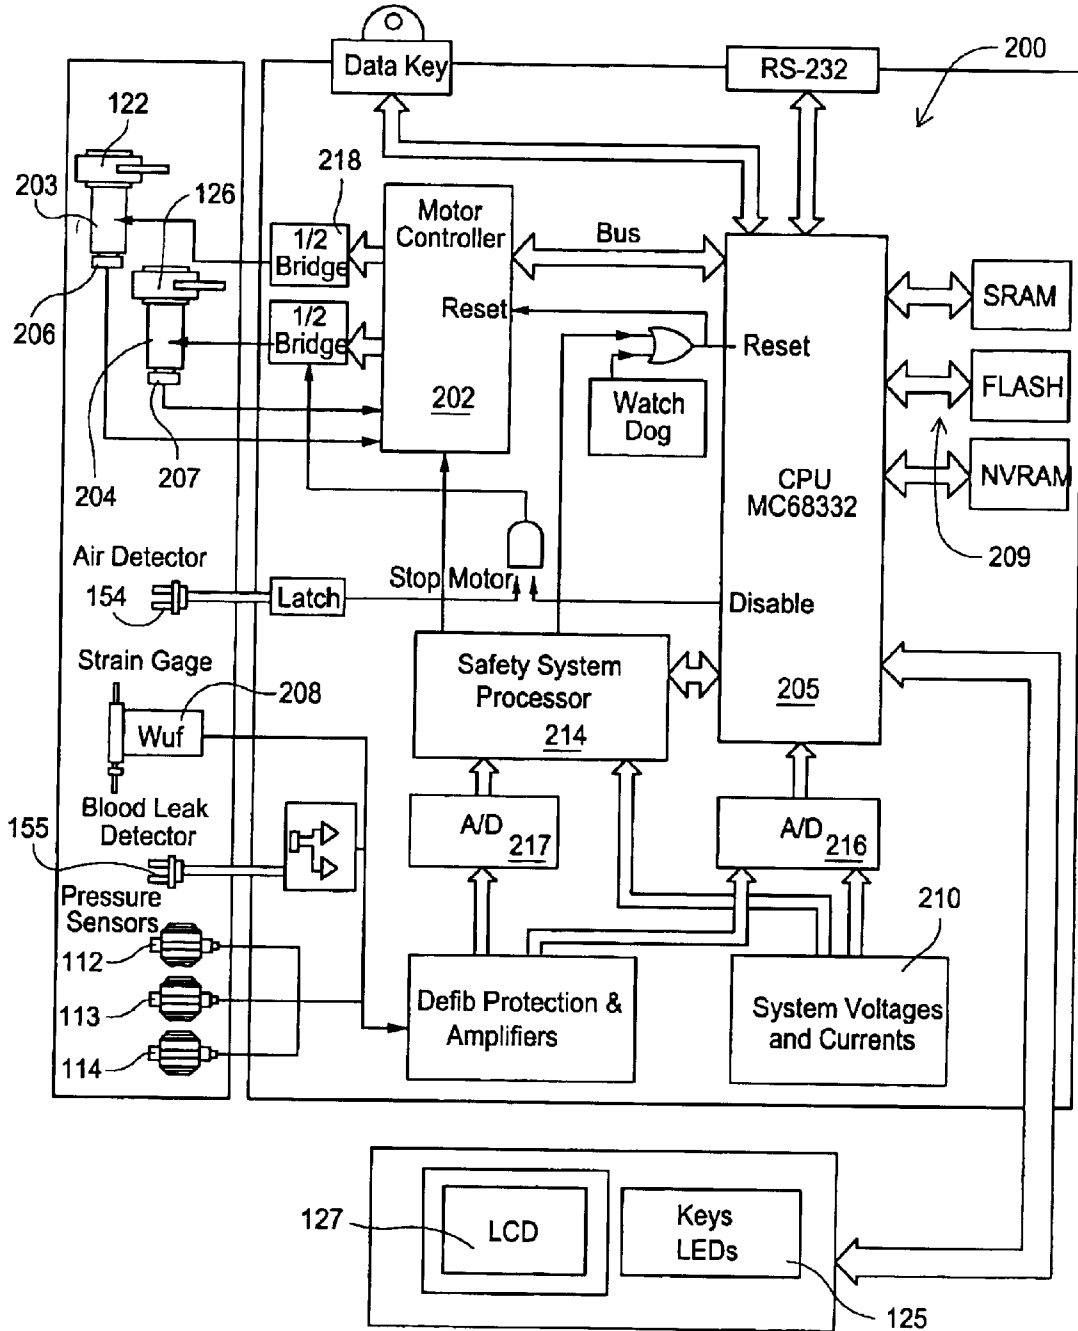 Data Key
RS-232
200
122
203
126
218
Motor
Controller
1/2
Bridge
Bus
Reset
SRAM
206
1/2
Bridge
Reset
FLASH
202
Watch
Dog
204
207
CPU
MC68332
NVRAM
209
Air Detector
154
Latch
Stop Motor
Disable
Strain Gage
208
Wuf
Safety System
Processor
214
205
Blood Leak
Detector
155
A/D
217
A/D
216
Pressure
Sensors
210
112
113
114
Defib Protection &
Amplifiers
System Voltages
and Currents
127
LCD
Keys
LEDs
125